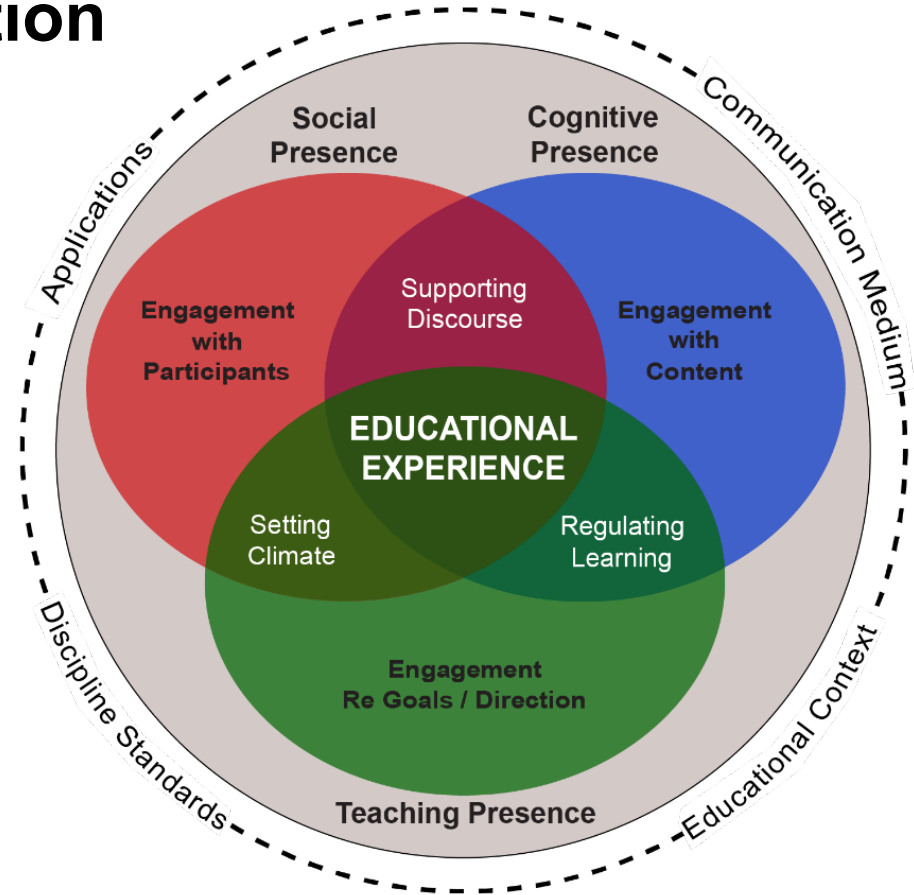 tion
Social
Presence
Cognitive
Presence
Communication Medium
Applications
Engagement
with
Participants
Supporting
Discourse
Engagement
with
Content
EDUCATIONAL
EXPERIENCE
Setting
Climate
Regulating
Learning
Engagement
Re Goals / Direction
Discipline Standards
Educational Context
Teaching Presence